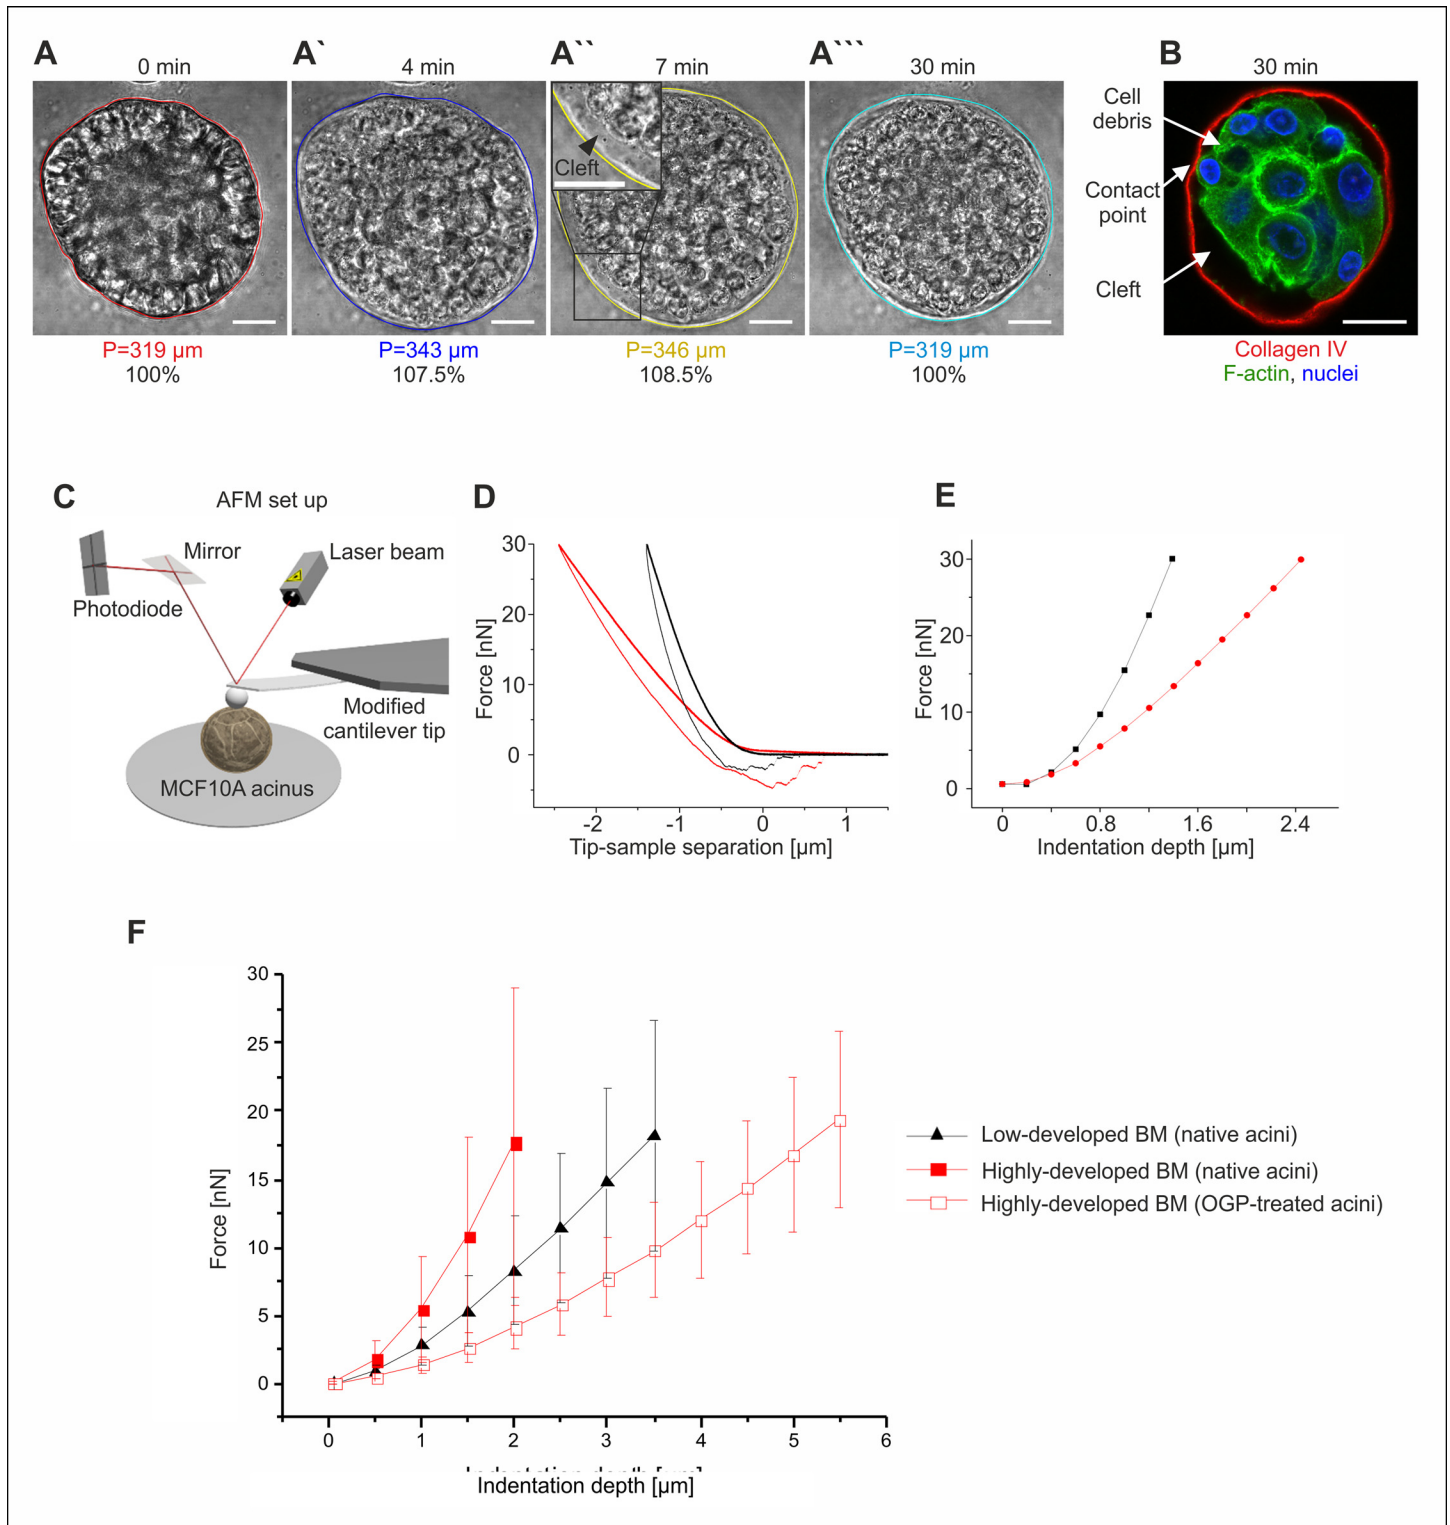 A
0 min
A`
4 min
A``
7 min
A```
30 min
B
30 min
Cleft
Cell
debris
Contact
point
Cleft
P=319 µm
100%
P=343 µm
107.5%
P=346 µm
108.5%
P=319 µm
100%
Collagen IV
F-actin, nuclei
C
AFM set up
Mirror
Laser beam
Photodiode
Modified
cantilever tip
MCF10A acinus
D
Force [nN]
30
20
10
0
-2
-1
0
1
Tip-sample separation [µm]
E
Force [nN]
30
20
10
0
0
0.8
1.6
2.4
Indentation depth [µm]
F
Force [nN]
30
25
20
15
10
5
0
0
1
2
3
4
5
6
Indentation depth [µm]
Indentation depth [µm]
Low-developed BM (native acini)
Highly-developed BM (native acini)
Highly-developed BM (OGP-treated acini)